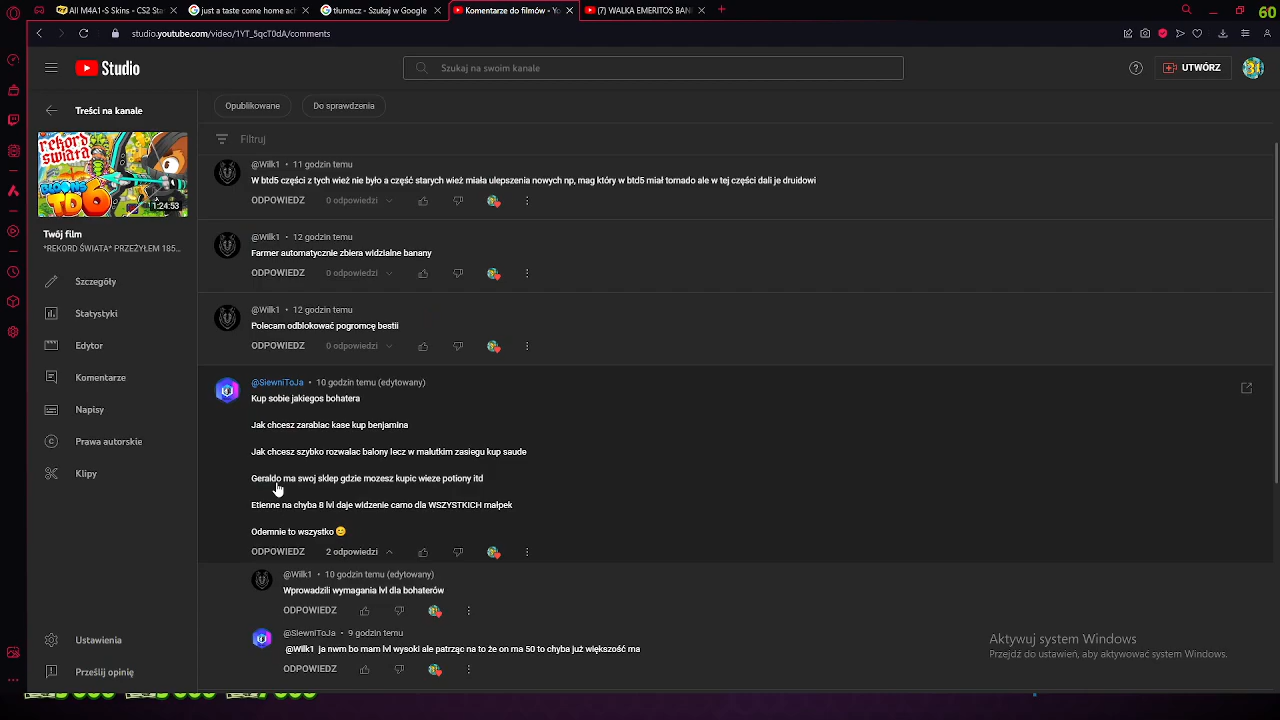 All M4A1-S Skins - CS2 Sta
just a taste come home ac
tłumacz - Szukaj w Google
Komentarze do filmów - Yo
(7) WALKA EMERITOS BAN
60
studio.youtube.com/video/1YT_5qcT0dA/comments
Studio
Szukaj na swoim kanale
UTWÓRZ
Treści na kanale
Opublikowane
Do sprawdzenia
Filtruj
rekord
świata
BLOONS
TD6
1:24:53
Twój film
*REKORD ŚWIATA* PRZEŻYŁEM 185...
Szczegóły
Statystyki
Edytor
Komentarze
Napisy
Prawa autorskie
Klipy
Ustawienia
Prześlij opinię
@Wilk1 • 11 godzin temu
W btd5 części z tych wież nie było a część starych wież miała ulepszenia nowych np, mag który w btd5 miał tornado ale w tej części dali je druidowi
ODPOWIEDZ 0 odpowiedzi
@Wilk1 • 12 godzin temu
Farmer automatycznie zbiera widzialne banany
ODPOWIEDZ 0 odpowiedzi
@Wilk1 • 12 godzin temu
Polecam odblokować pogromcę bestii
ODPOWIEDZ 0 odpowiedzi
@SiewniToJa • 10 godzin temu (edytowany)
Kup sobie jakiegos bohatera
Jak chcesz zarabiac kase kup benjamina
Jak chcesz szybko rozwalac balony lecz w malutkim zasiegu kup saude
Geraldo ma swoj sklep gdzie mozesz kupic wieze potiony itd
Etienne na chyba 8 lvl daje widzenie camo dla WSZYSTKICH małpek
Odemnie to wszystko 😊
ODPOWIEDZ 2 odpowiedzi
@Wilk1 • 10 godzin temu (edytowany)
Wprowadzili wymagania lvl dla bohaterów
ODPOWIEDZ
@SiewniToJa • 9 godzin temu
@Wilk1 ja nwm bo mam lvl wysoki ale patrząc na to że on ma 50 to chyba już większość ma
ODPOWIEDZ
Aktywuj system Windows
Przejdź do ustawień, aby aktywować system Windows.